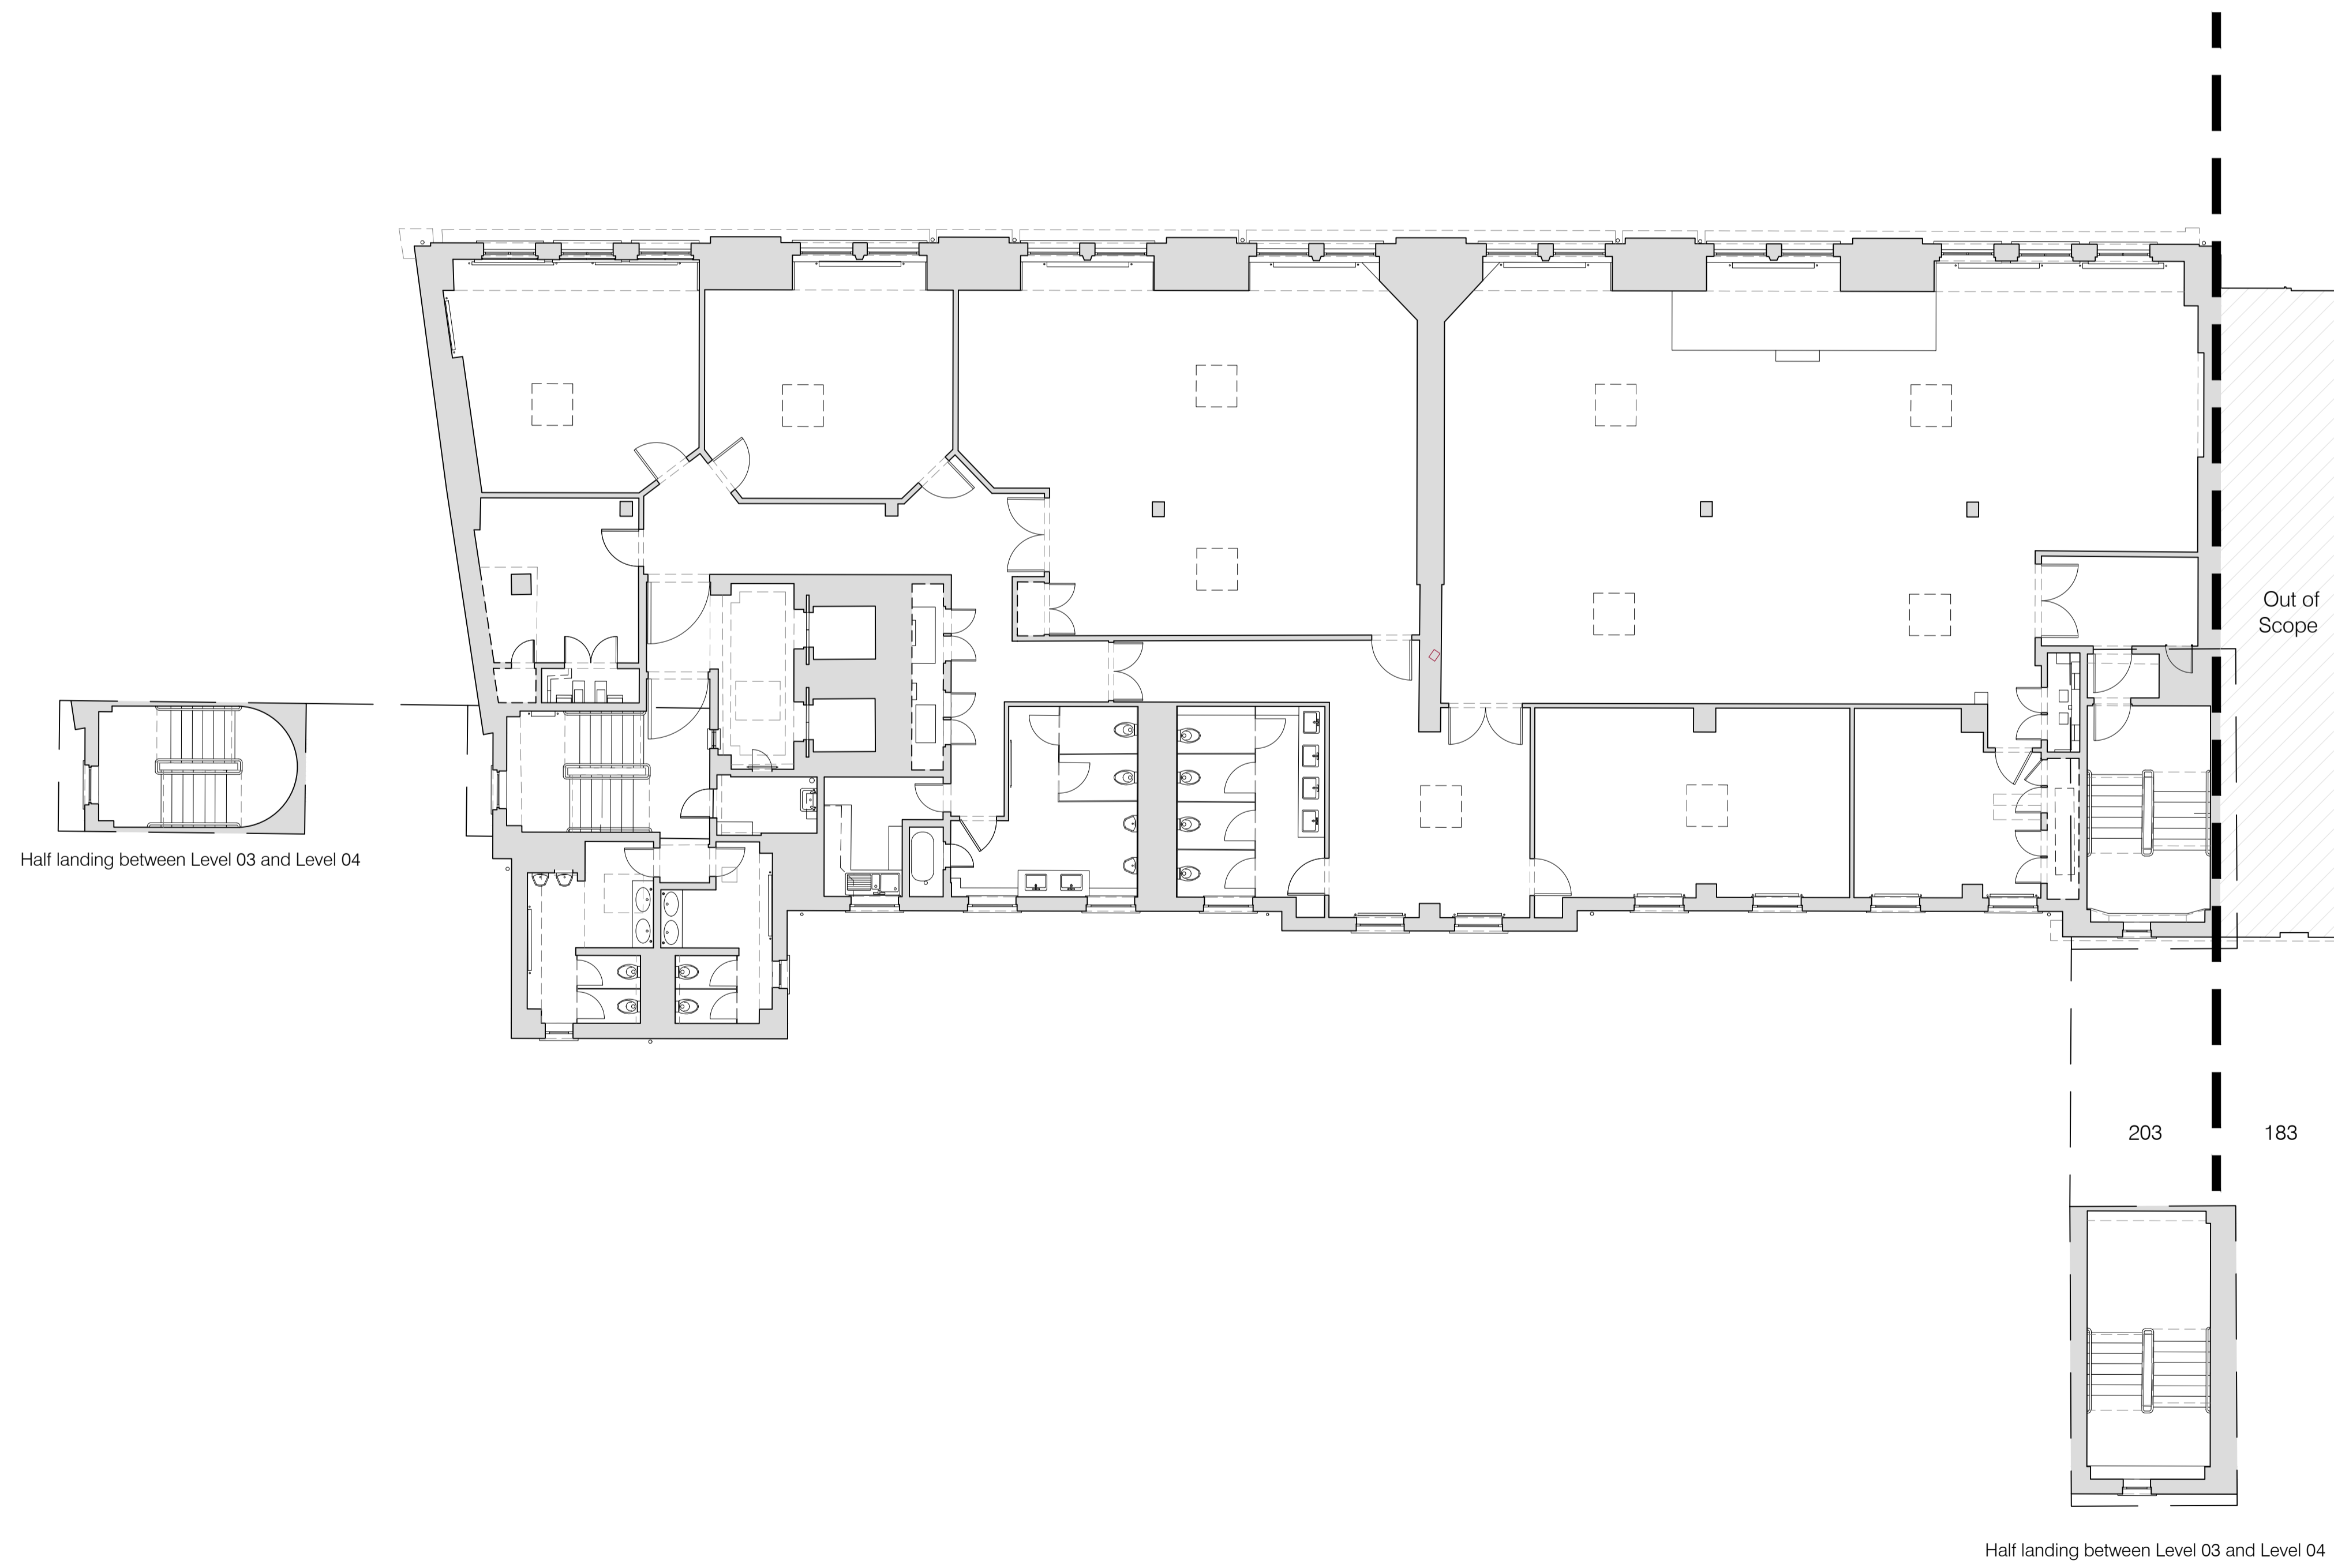 Out of
Scope
Half landing between Level 03 and Level 04
203
183
Half landing between Level 03 and Level 04